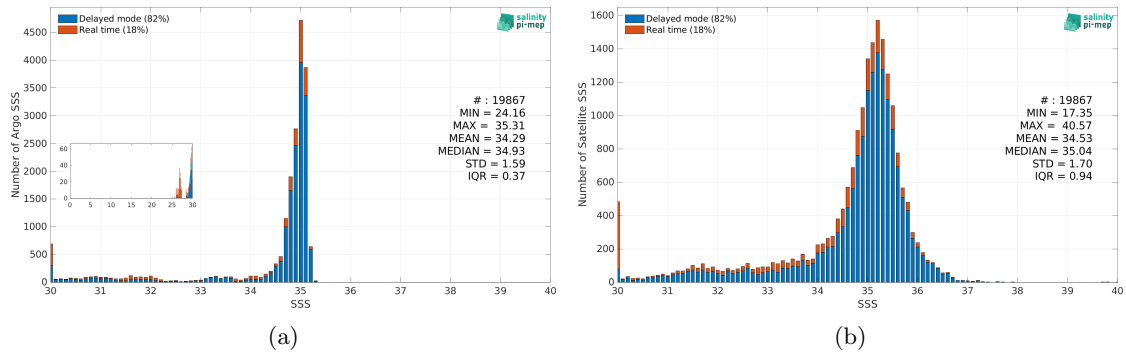 Delayed mode (82%)
Real time (18%)
salinity
pi-mep
Number of Argo SSS
4500
4000
3500
3000
2500
2000
1500
1000
500
0
# : 19867
MIN = 24.16
MAX = 35.31
MEAN = 34.29
MEDIAN = 34.93
STD = 1.59
IQR = 0.37
60
40
20
0
0 5 10 15 20 25 30
30 31 32 33 34 35 36 37 38 39 40
SSS
(a)
Delayed mode (82%)
Real time (18%)
salinity
pi-mep
Number of Satellite SSS
1600
1400
1200
1000
800
600
400
200
0
# : 19867
MIN = 17.35
MAX = 40.57
MEAN = 34.53
MEDIAN = 35.04
STD = 1.70
IQR = 0.94
30 31 32 33 34 35 36 37 38 39 40
SSS
(b)